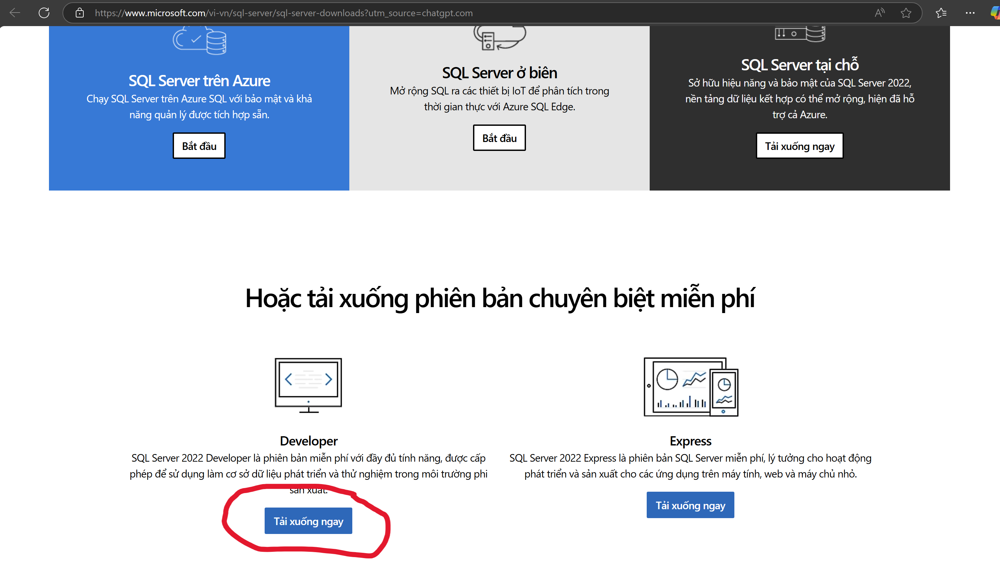 https://www.microsoft.com/vi-vn/sql-server/sql-server-downloads?utm_source=chatgpt.com
SQL Server trên Azure
Chạy SQL Server trên Azure SQL với bảo mật và khả
năng quản lý được tích hợp sẵn.
Bắt đầu
SQL Server ở biên
Mở rộng SQL ra các thiết bị IoT để phân tích trong
thời gian thực với Azure SQL Edge.
Bắt đầu
SQL Server tại chỗ
Sở hữu hiệu năng và bảo mật của SQL Server 2022,
nền tảng dữ liệu kết hợp có thể mở rộng, hiện đã hỗ
trợ cả Azure.
Tải xuống ngay
Hoặc tải xuống phiên bản chuyên biệt miễn phí
Developer
SQL Server 2022 Developer là phiên bản miễn phí với đầy đủ tính năng, được cấp
phép để sử dụng làm cơ sở dữ liệu phát triển và thử nghiệm trong môi trường phi
sản xuất.
Tải xuống ngay
Express
SQL Server 2022 Express là phiên bản SQL Server miễn phí, lý tưởng cho hoạt động
phát triển và sản xuất cho các ứng dụng trên máy tính, web và máy chủ nhỏ.
Tải xuống ngay